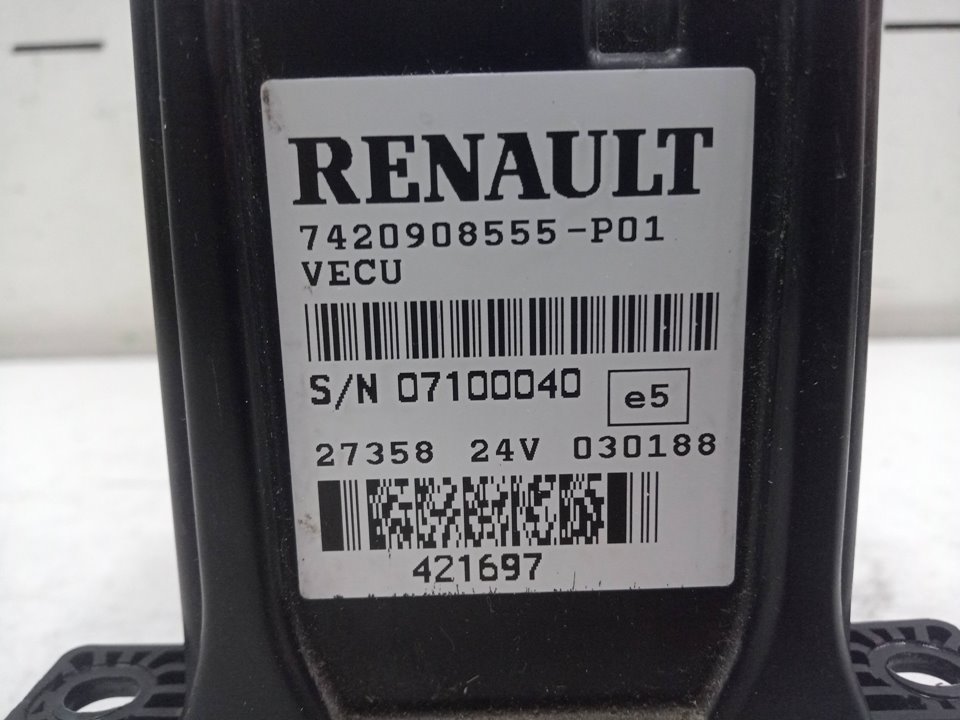 RENAULT
7420908555-P01
VECU
S/N 07100040 e5
27358 24V 030188
421697